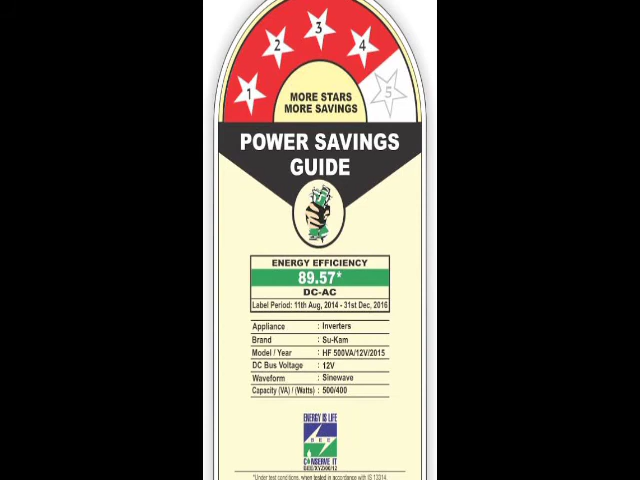 1 2 3 4 5
MORE STARS
MORE SAVINGS
POWER SAVINGS
GUIDE
ENERGY EFFICIENCY
89.57*
DC-AC
Label Period: 11th Aug, 2014 - 31st Dec, 2016
Appliance : Inverters
Brand : Su-Kam
Model / Year : HF 500VA/12V/2015
DC Bus Voltage : 12V
Waveform : Sinewave
Capacity (VA) / (Watts) : 500/400
ENERGY IS LIFE
BEE
CONSERVE IT
*Under test conditions, when tested in accordance with IS 13314.